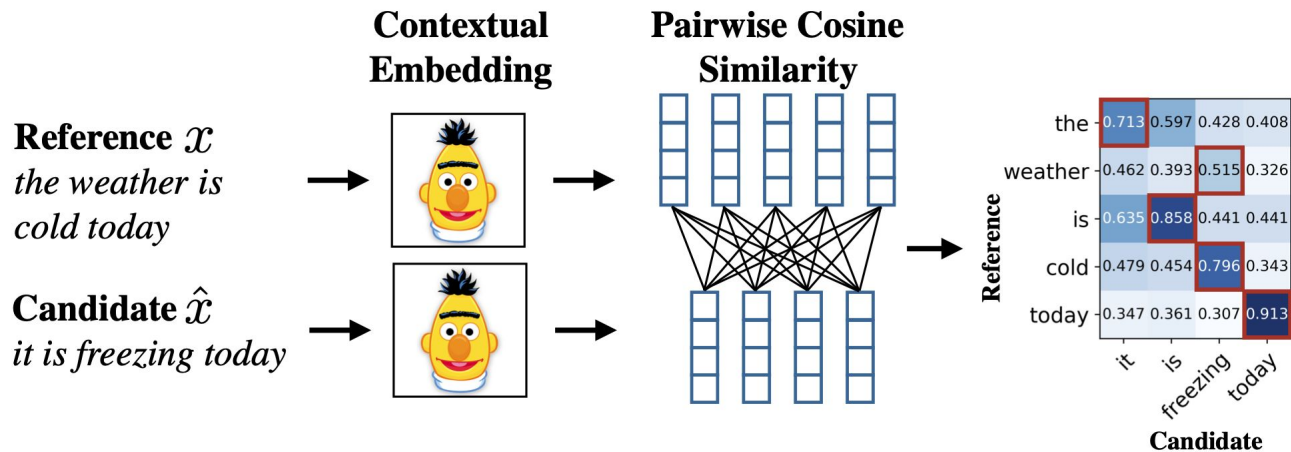 Contextual
Embedding
Pairwise Cosine
Similarity
Reference x
the weather is
cold today
Candidate x̂
it is freezing today
Reference
the 0.713 0.597 0.428 0.408
weather 0.462 0.393 0.515 0.326
is 0.635 0.858 0.441 0.441
cold 0.479 0.454 0.796 0.343
today 0.347 0.361 0.307 0.913
it is freezing today
Candidate